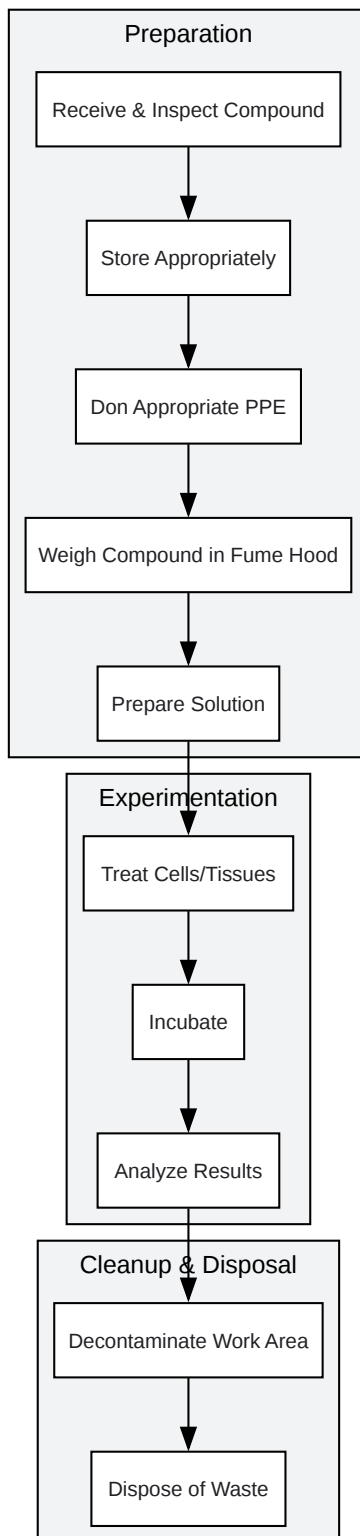 Preparation
Receive & Inspect Compound
Store Appropriately
Don Appropriate PPE
Weigh Compound in Fume Hood
Prepare Solution
Experimentation
Treat Cells/Tissues
Incubate
Analyze Results
Cleanup & Disposal
Decontaminate Work Area
Dispose of Waste